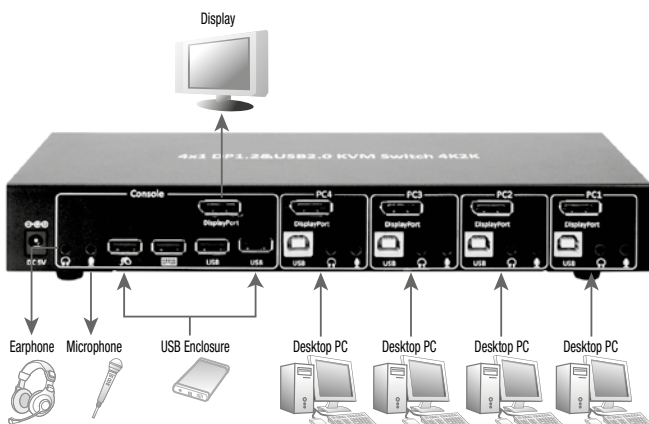 Display
4x1 DP1.2&USB2.0 KVM Switch 4K2K
Console
PC4
PC3
PC2
PC1
DisplayPort
DisplayPort
DisplayPort
DisplayPort
DisplayPort
DC 5V
USB
USB
USB
USB
USB
USB
Earphone
Microphone
USB Enclosure
Desktop PC
Desktop PC
Desktop PC
Desktop PC